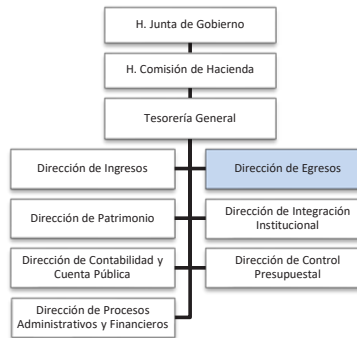 H. Junta de Gobierno
H. Comisión de Hacienda
Tesorería General
Dirección de Ingresos
Dirección de Egresos
Dirección de Patrimonio
Dirección de Integración
Institucional
Dirección de Contabilidad y
Cuenta Pública
Dirección de Control
Presupuestal
Dirección de Procesos
Administrativos y Financieros